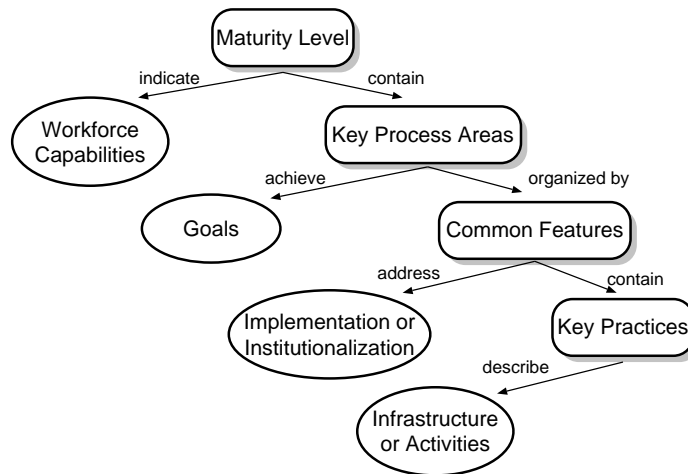 Maturity Level
indicate
contain
Workforce
Capabilities
Key Process Areas
achieve
organized by
Goals
Common Features
address
contain
Implementation or
Institutionalization
Key Practices
describe
Infrastructure
or Activities